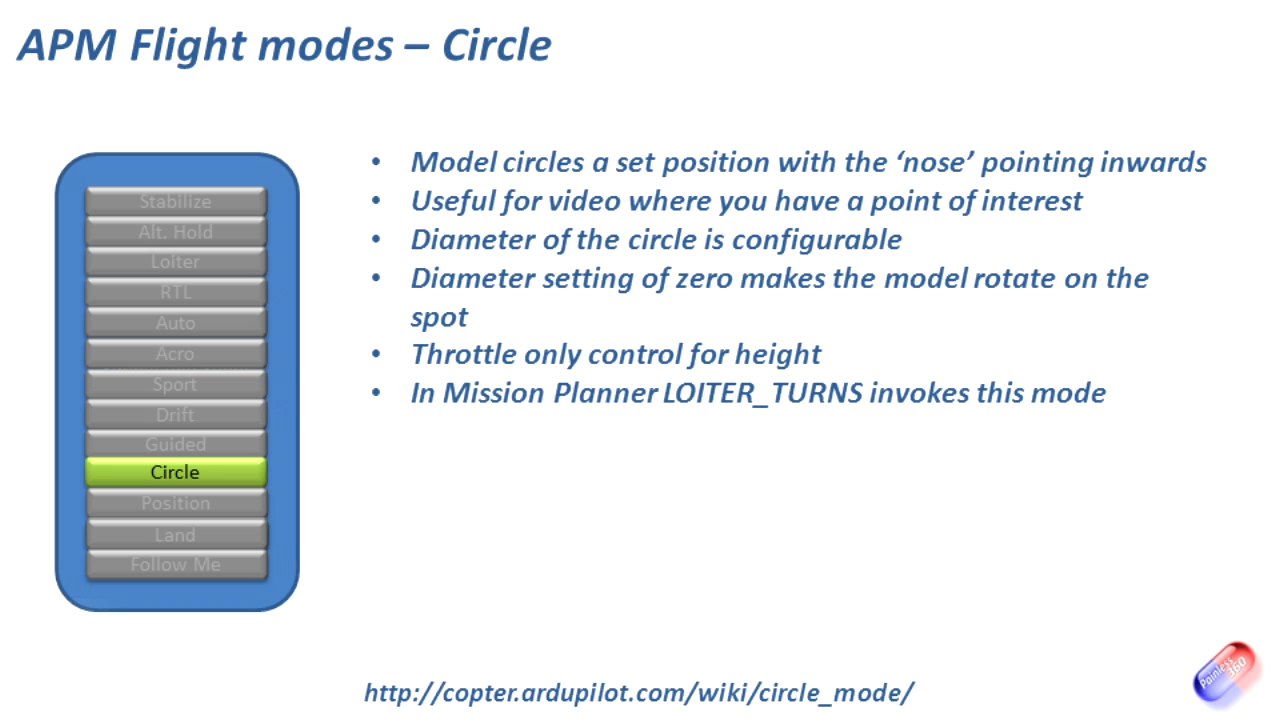 APM Flight modes – Circle
Stabilize
Alt. Hold
Loiter
RTL
Auto
Acro
Sport
Drift
Guided
Circle
Position
Land
Follow Me
• Model circles a set position with the ‘nose’ pointing inwards
• Useful for video where you have a point of interest
• Diameter of the circle is configurable
• Diameter setting of zero makes the model rotate on the
spot
• Throttle only control for height
• In Mission Planner LOITER_TURNS invokes this mode
http://copter.ardupilot.com/wiki/circle_mode/
Painless
360